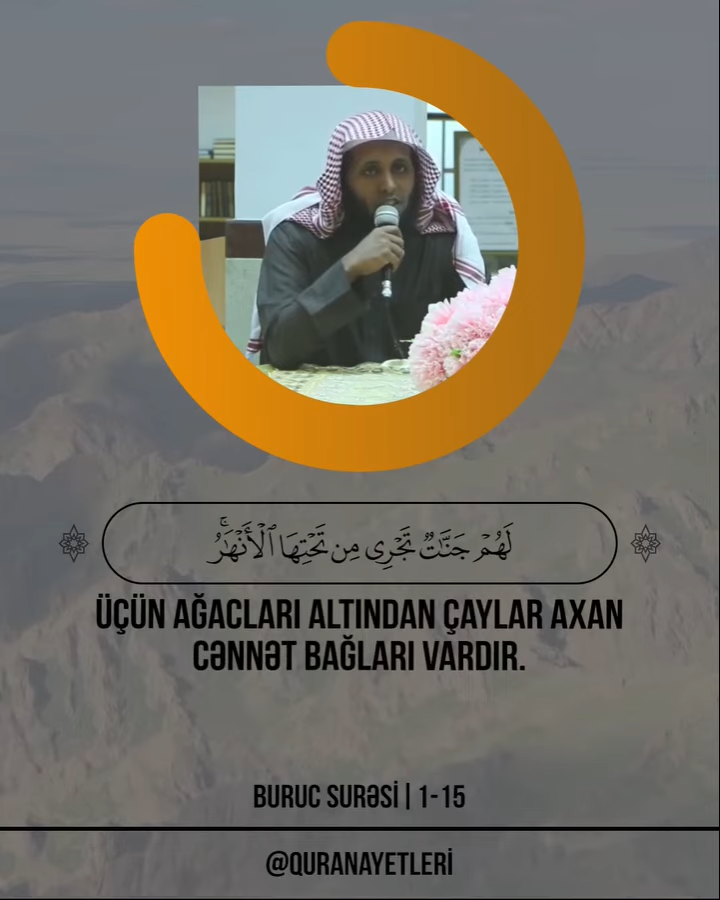 لَهُمْ جَنَّٰتٌ تَجْرِى مِن تَحْتِهَا ٱلْأَنْهَٰرُ ۚ
ÜÇÜN AĞACLARI ALTINDAN ÇAYLAR AXAN
CƏNNƏT BAĞLARI VARDIR.
BURUC SURƏSİ | 1-15
@QURANAYETLERİ